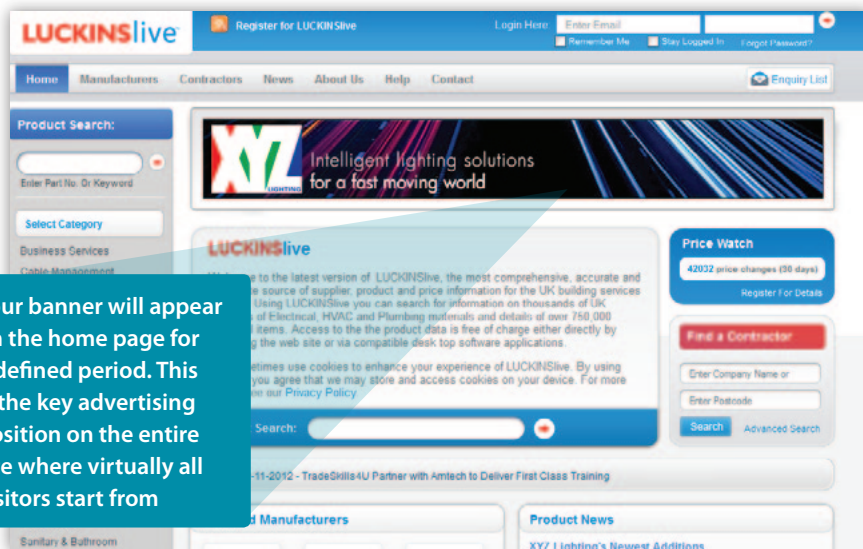 LUCKINSlive
Register for LUCKINSlive
Login Here: Enter Email
Remember Me Stay Logged In Forgot Password?
Home Manufacturers Contractors News About Us Help Contact
Enquiry List
Product Search:
Enter Part No. Or Keyword
Select Category
Business Services
Cable Management
XYZ
LIGHTING
Intelligent lighting solutions
for a fast moving world
LUCKINSlive
to the latest version of LUCKINSlive, the most comprehensive, accurate and
source of supplier, product and price information for the UK building services
Using LUCKINSlive you can search for information on thousands of UK
of Electrical, HVAC and Plumbing materials and details of over 750,000
items. Access to the the product data is free of charge either directly by
the web site or via compatible desk top software applications.
etimes use cookies to enhance your experience of LUCKINSlive. By using
you agree that we may store and access cookies on your device. For more
our Privacy Policy
Search:
Price Watch
42032 price changes (30 days)
Register For Details
Find a Contractor
Enter Company Name or
Enter Postcode
Search Advanced Search
our banner will appear
the home page for
defined period. This
the key advertising
osition on the entire
e where virtually all
sitors start from
-11-2012 - TradeSkills4U Partner with Amtech to Deliver First Class Training
d Manufacturers
Product News
XYZ Lighting's Newest Additions
Sanitary & Bathroom